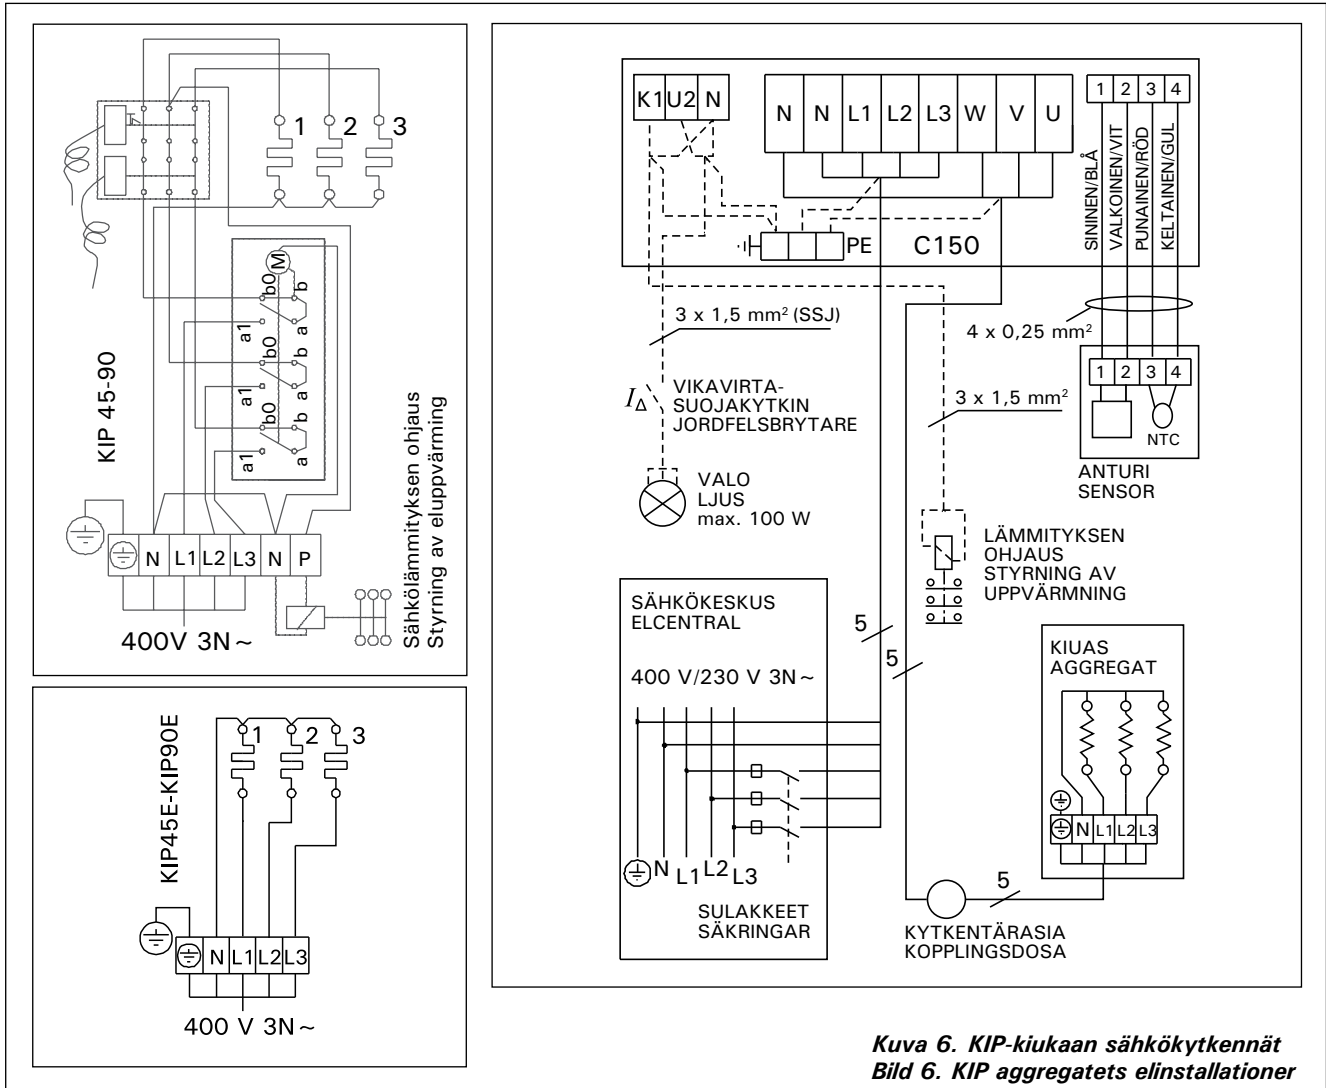 1 2 3
M
b0 b
a1 a
b0 b
a1 a
b0 b
a1 a
KIP 45-90
Sähkölämmityksen ohjaus
Styrning av eluppvärming
N L1 L2 L3 N P
400V 3N~
KIP45E-KIP90E
1 2 3
N L1 L2 L3
400 V 3N~
K1 U2 N
N N L1 L2 L3 W V U
1 2 3 4
SININEN/BLÅ
VALKOINEN/VIT
PUNAINEN/RÖD
KELTAINEN/GUL
PE
C150
3 x 1,5 mm² (SSJ)
4 x 0,25 mm²
1 2 3 4
NTC
ANTURI
SENSOR
I∆
VIKAVIRTA-
SUOJAKYTKIN
JORDFELSBRYTARE
3 x 1,5 mm²
VALO
LJUS
max. 100 W
LÄMMITYKSEN
OHJAUS
STYRNING AV
UPPVÄRMNING
SÄHKÖKESKUS
ELCENTRAL
400 V/230 V 3N~
N L1 L2 L3
SULAKKEET
SÄKRINGAR
5
5
KIUAS
AGGREGAT
N L1 L2 L3
5
KYTKENTÄRASIA
KOPPLINGSDOSA
Kuva 6. KIP-kiukaan sähkökytkennät
Bild 6. KIP aggregatets elinstallationer